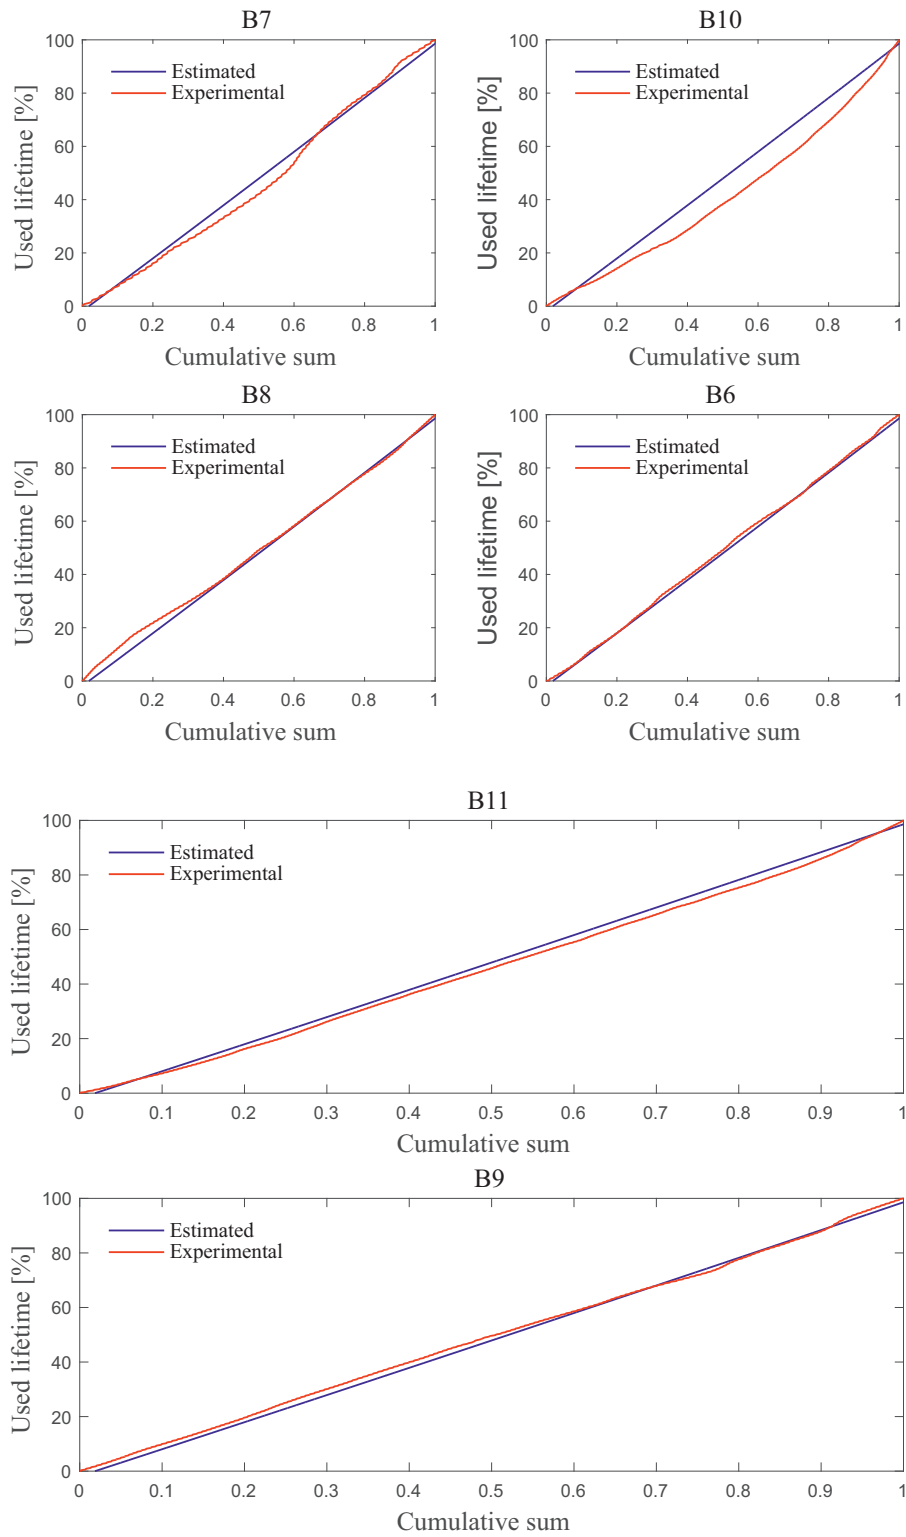 B7
Used lifetime [%]
100
80
60
40
20
0
Estimated
Experimental
0 0.2 0.4 0.6 0.8 1
Cumulative sum
B10
Used lifetime [%]
100
80
60
40
20
0
Estimated
Experimental
0 0.2 0.4 0.6 0.8 1
Cumulative sum
B8
Used lifetime [%]
100
80
60
40
20
0
Estimated
Experimental
0 0.2 0.4 0.6 0.8 1
Cumulative sum
B6
Used lifetime [%]
100
80
60
40
20
0
Estimated
Experimental
0 0.2 0.4 0.6 0.8 1
Cumulative sum
B11
Used lifetime [%]
100
80
60
40
20
0
Estimated
Experimental
0 0.1 0.2 0.3 0.4 0.5 0.6 0.7 0.8 0.9 1
Cumulative sum
B9
Used lifetime [%]
100
80
60
40
20
0
Estimated
Experimental
0 0.1 0.2 0.3 0.4 0.5 0.6 0.7 0.8 0.9 1
Cumulative sum